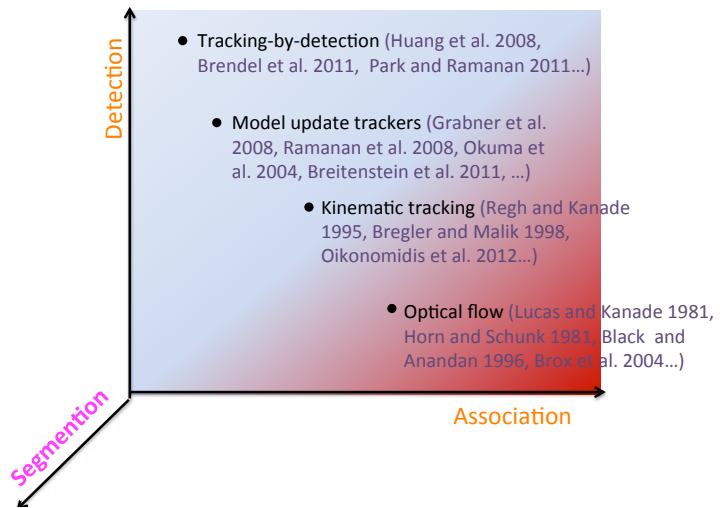 Detection
• Tracking-by-detection (Huang et al. 2008,
Brendel et al. 2011, Park and Ramanan 2011…)
• Model update trackers (Grabner et al.
2008, Ramanan et al. 2008, Okuma et
al. 2004, Breitenstein et al. 2011, …)
• Kinematic tracking (Regh and Kanade
1995, Bregler and Malik 1998,
Oikonomidis et al. 2012…)
• Optical flow (Lucas and Kanade 1981,
Horn and Schunk 1981, Black and
Anandan 1996, Brox et al. 2004…)
Association
Segmention